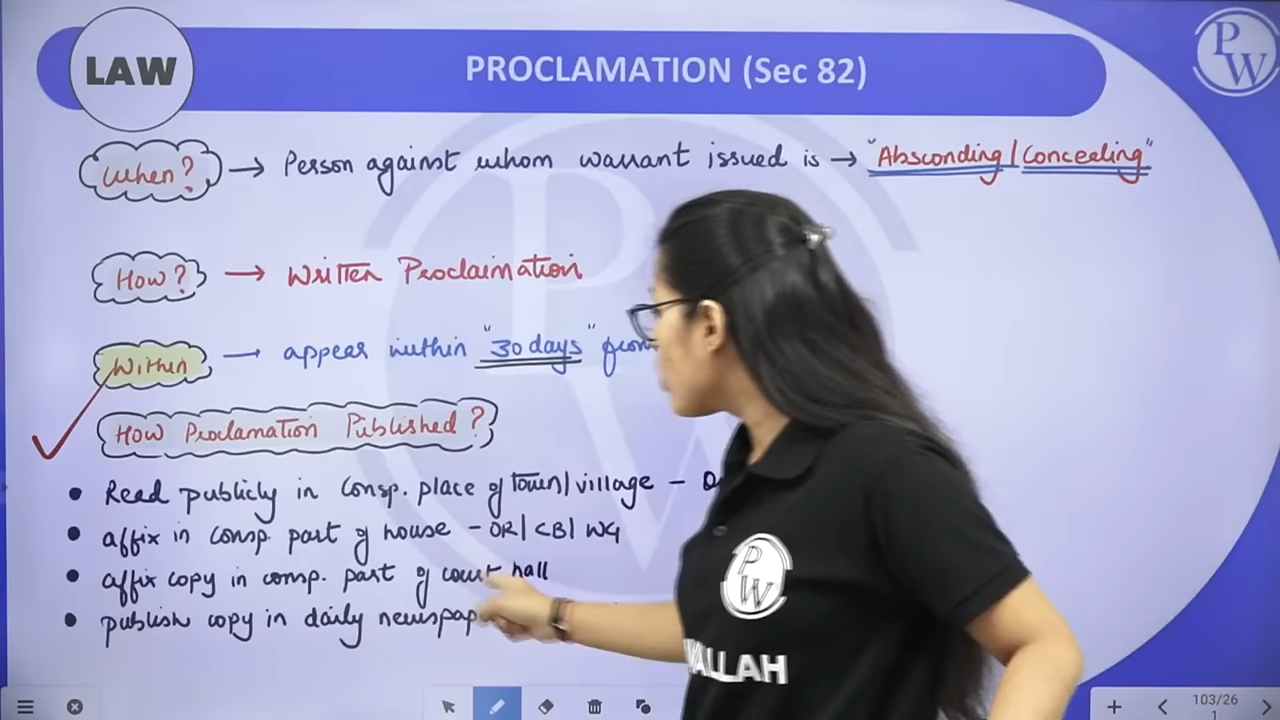 LAW
PROCLAMATION (Sec 82)
PW
When? → Person against whom warrant issued is → "Absconding/Concealing"
How? → Written Proclaimation
Within — appear within "30 days" from
How Proclamation Published?
• Read publicly in consp. place of town/village –
• affix in consp. part of house – OR/CB/WG
• affix copy in consp. part of court hall
• publish copy in daily newspap
PW
WALLAH
103/26
1